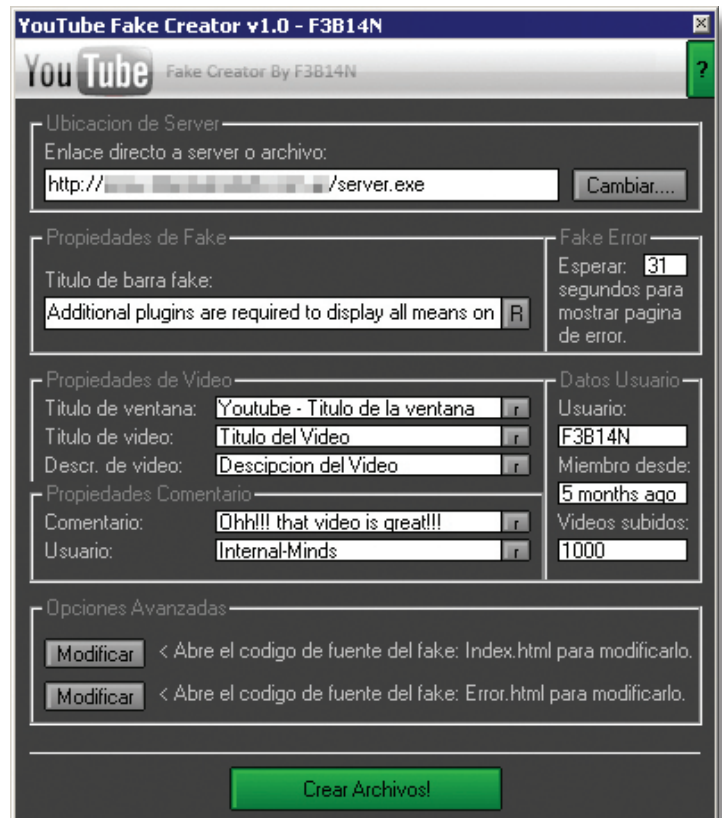 YouTube Fake Creator v1.0 - F3B14N
You Tube Fake Creator By F3B14N
?
Ubicacion de Server
Enlace directo a server o archivo:
http:// /server.exe
Cambiar....
Propiedades de Fake
Titulo de barra fake:
Additional plugins are required to display all means on
R
Fake Error
Esperar: 31
segundos para
mostrar pagina
de error.
Propiedades de Video
Titulo de ventana: Youtube - Titulo de la ventana r
Titulo de video: Titulo del Video r
Descr. de video: Descipcion del Video r
Propiedades Comentario
Comentario: Ohh!!! that video is great!!! r
Usuario: Internal-Minds r
Datos Usuario
Usuario:
F3B14N
Miembro desde:
5 months ago
Videos subidos:
1000
Opciones Avanzadas
Modificar < Abre el codigo de fuente del fake: Index.html para modificarlo.
Modificar < Abre el codigo de fuente del fake: Error.html para modificarlo.
Crear Archivos!